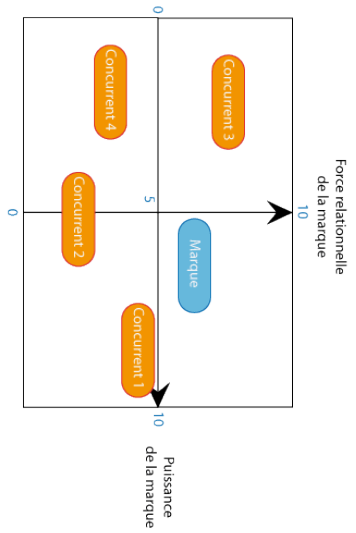 Force relationnelle
de la marque
10
Concurrent 3
Marque
0
5
10
Puissance
de la marque
Concurrent 1
Concurrent 4
Concurrent 2
0